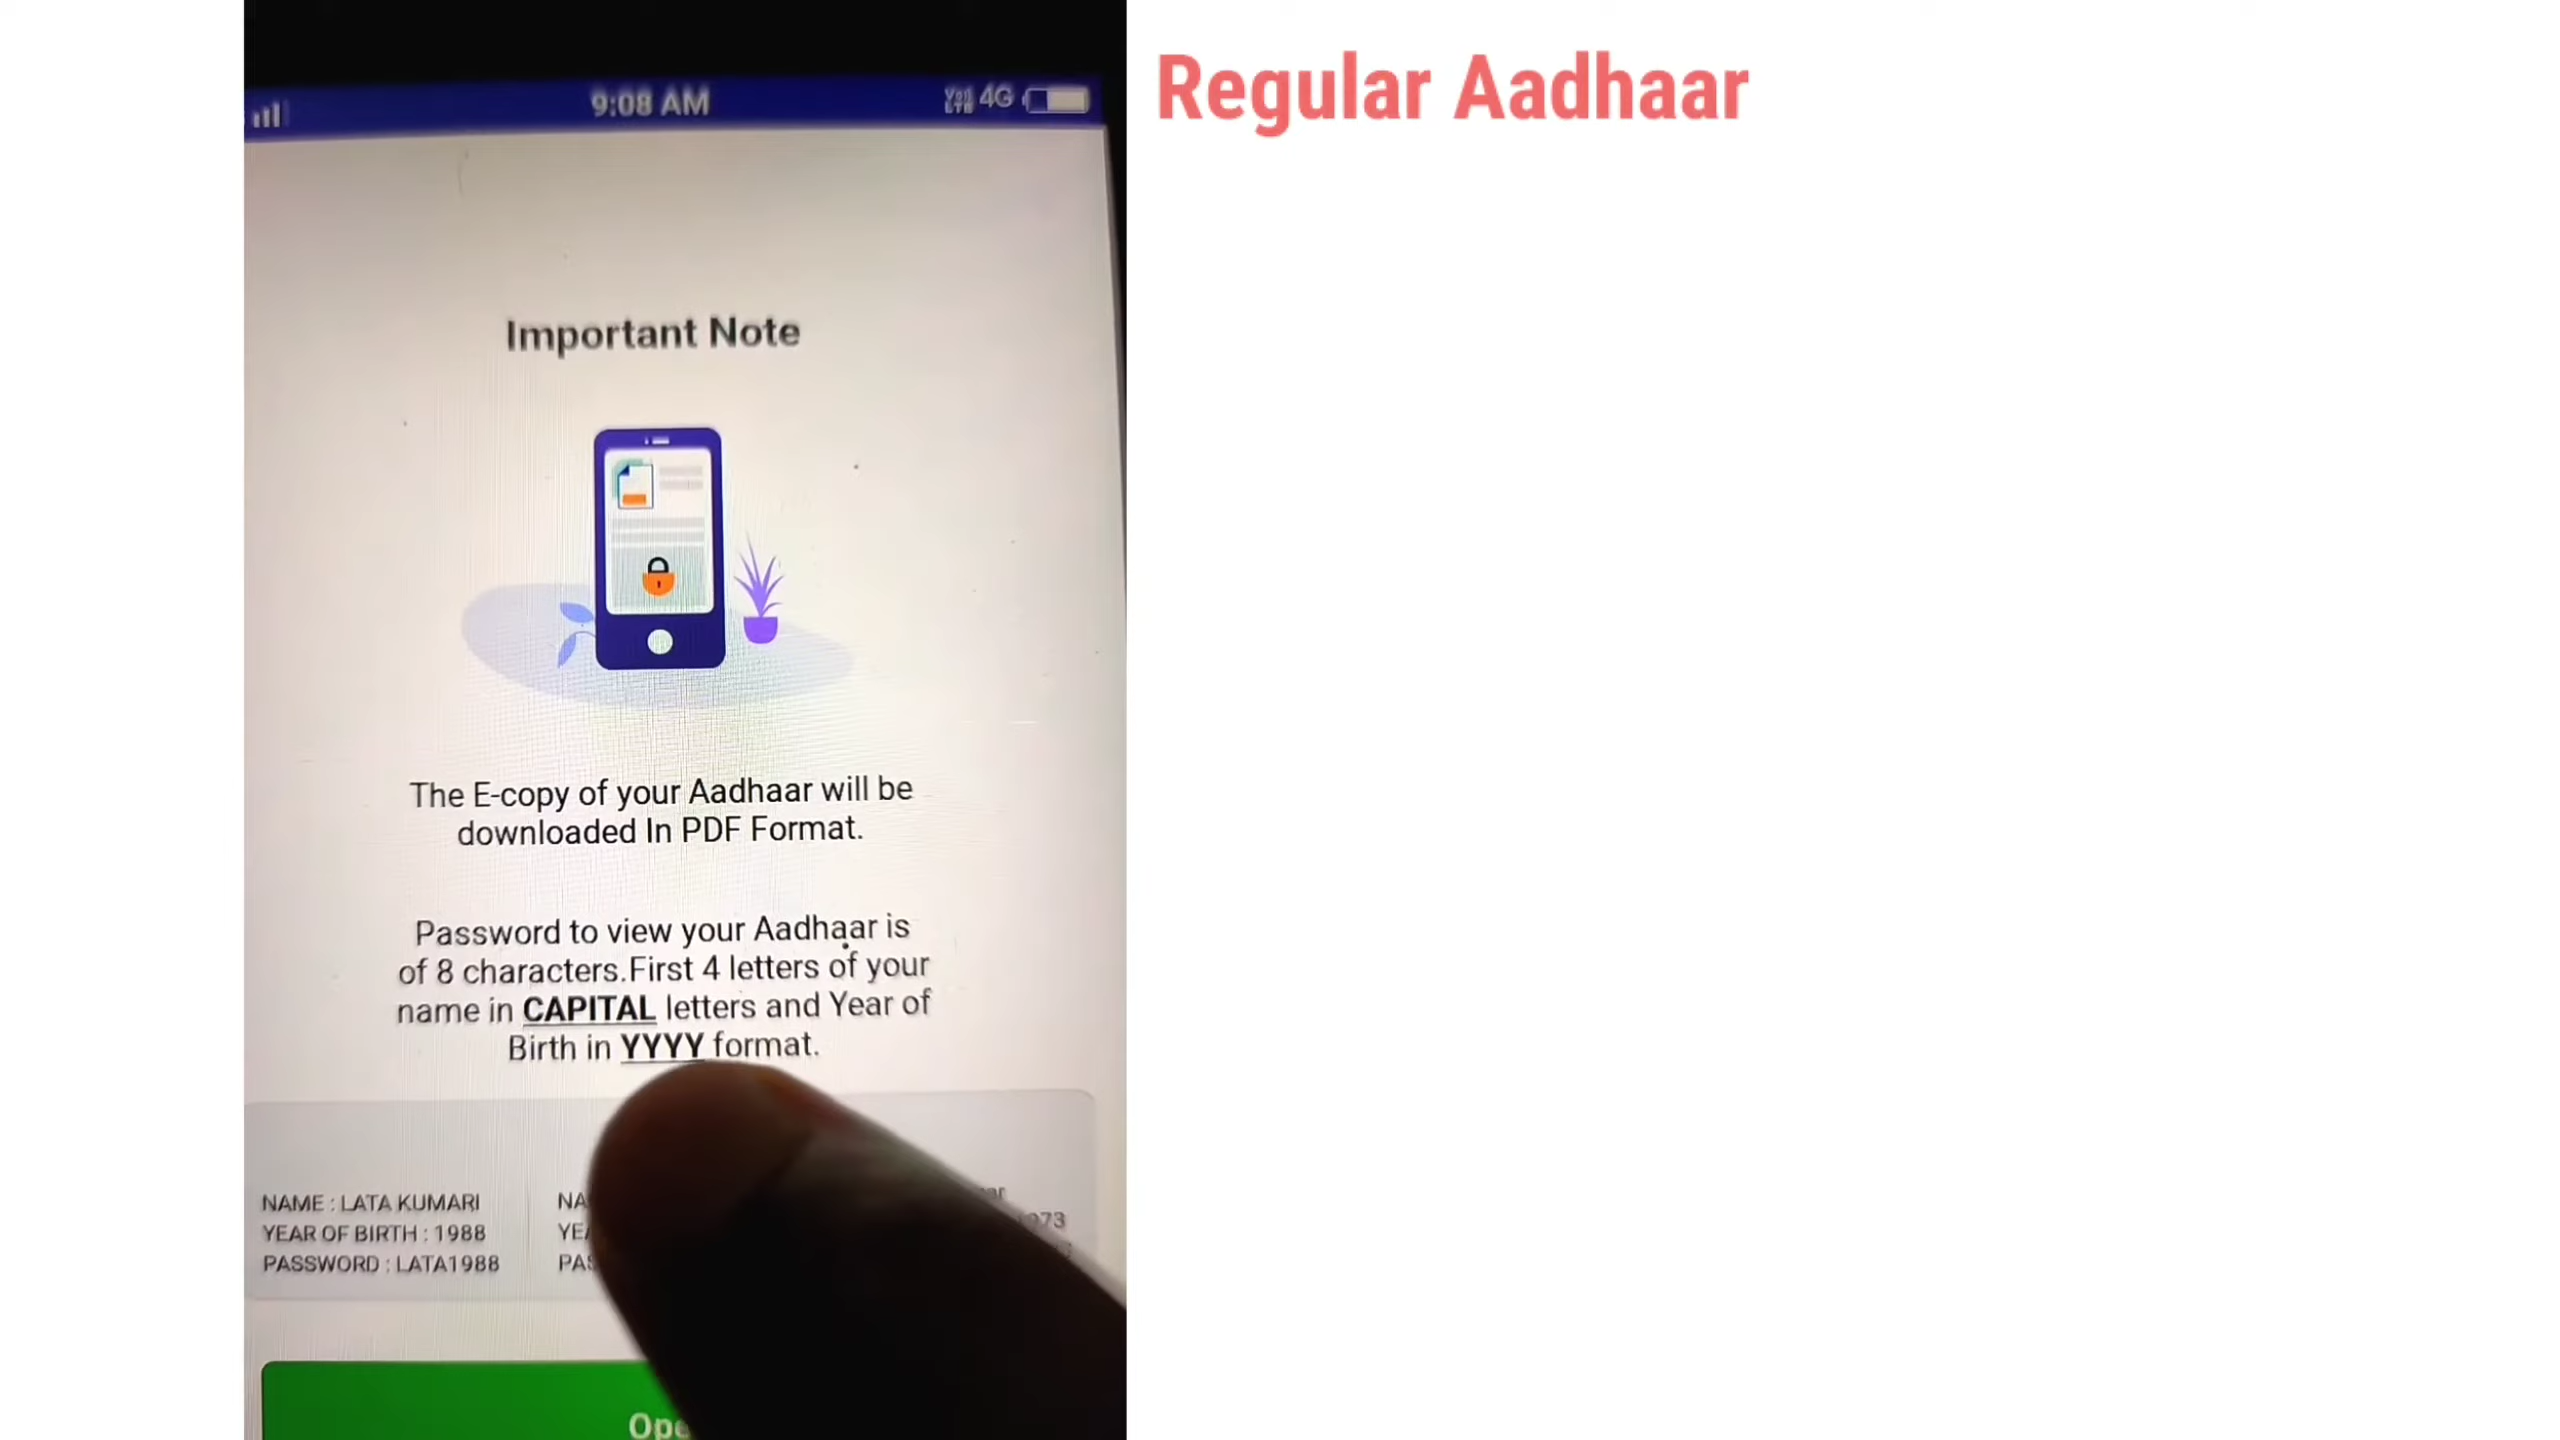 9:08 AM
4G
Regular Aadhaar
Important Note
The E-copy of your Aadhaar will be
downloaded In PDF Format.
Password to view your Aadhaar is
of 8 characters.First 4 letters of your
name in CAPITAL letters and Year of
Birth in YYYY format.
NAME : LATA KUMARI
YEAR OF BIRTH : 1988
PASSWORD : LATA1988